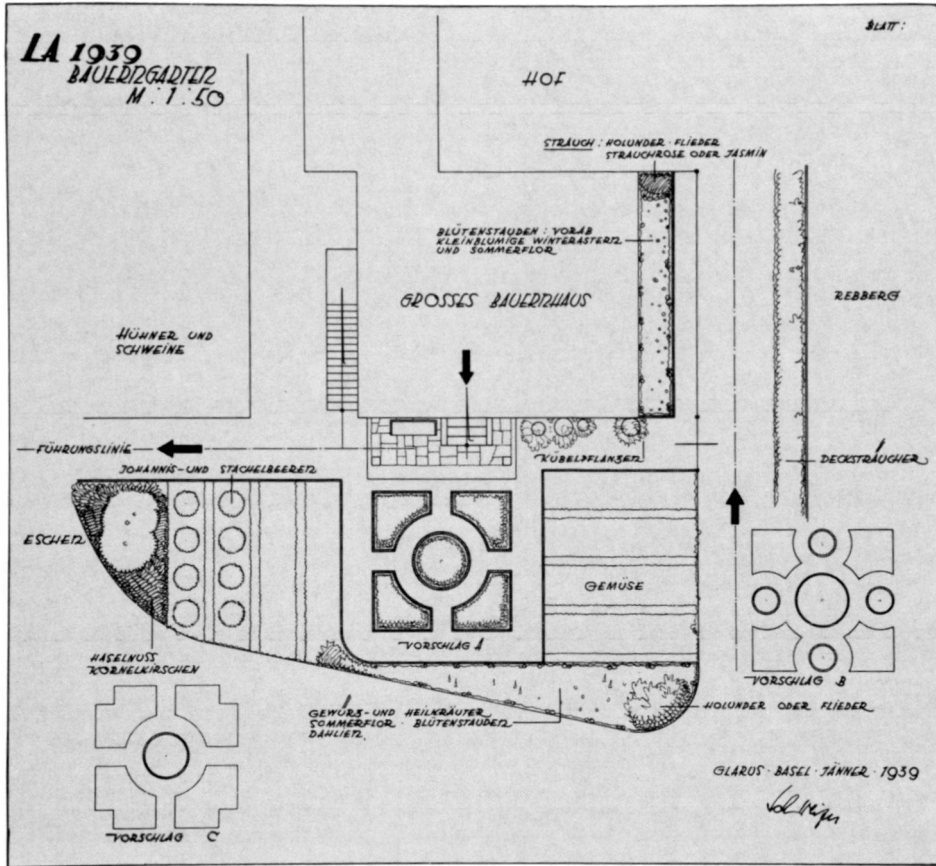 LA 1939
BAUERNGARTEN
M : 1 : 50
BLATT :
HOF
STRAUCH : HOLUNDER · FLIEDER
STRAUCHROSE ODER JASMIN
BLÜTENSTAUDEN : VORAB
KLEINBLUMIGE WINTERASTERN
UND SOMMERFLOR
GROSSES BAUERNHAUS
REBBERG
HÜHNER UND
SCHWEINE
FÜHRUNGSLINIE
KÜBELPFLANZEN
DECKSTRÄUCHER
JOHANNIS- UND STACHELBEEREN
ESCHEN
GEMÜSE
VORSCHLAG A
HASELNUSS
KORNELKIRSCHEN
VORSCHLAG B
GEWÜRZ- UND HEILKRÄUTER
SOMMERFLOR · BLÜTENSTAUDEN
DAHLIEN
HOLUNDER ODER FLIEDER
GLARUS · BASEL · JÄNNER · 1939
VORSCHLAG C